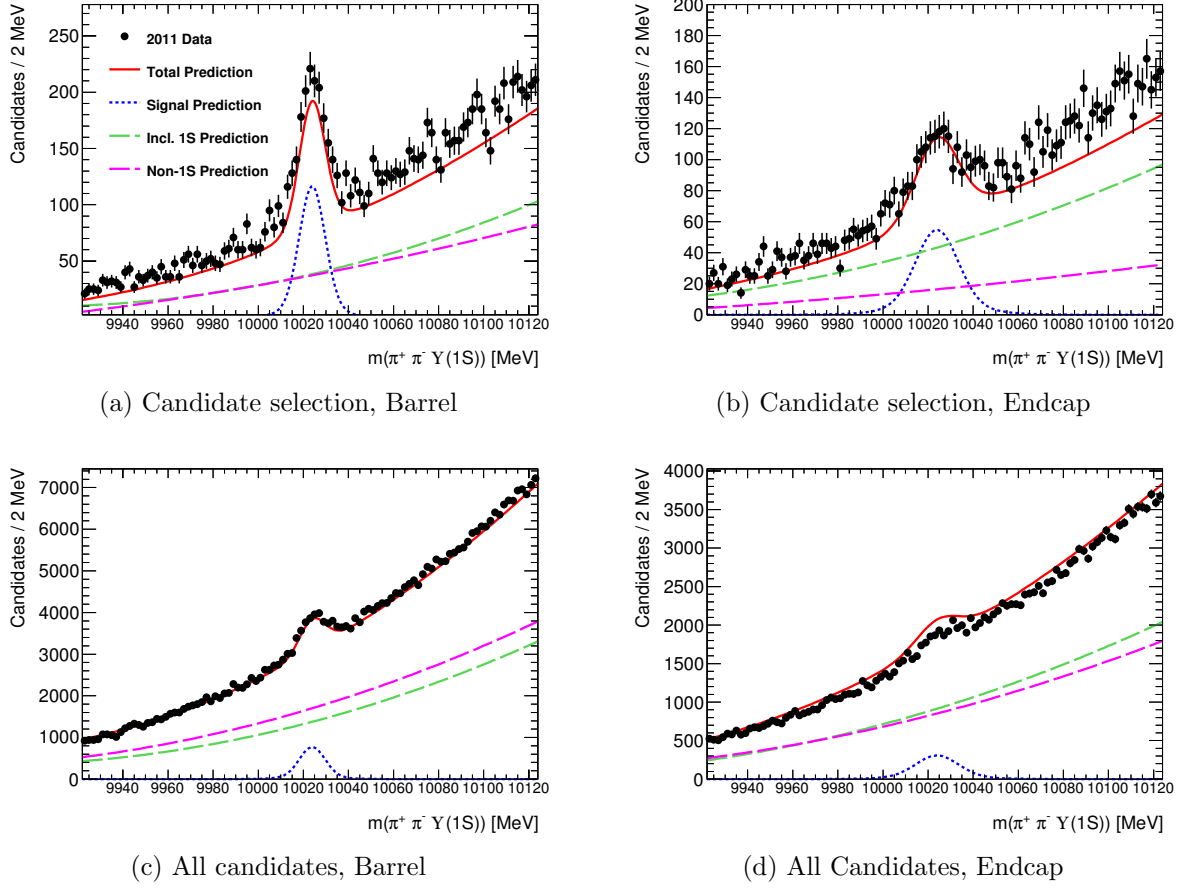 Candidates / 2 MeV
250
200
150
100
50
2011 Data
Total Prediction
Signal Prediction
Incl. 1S Prediction
Non-1S Prediction
9940 9960 9980 10000 10020 10040 10060 10080 10100 10120
m(π+ π- ϒ(1S)) [MeV]
(a) Candidate selection, Barrel
Candidates / 2 MeV
200
180
160
140
120
100
80
60
40
20
0
9940 9960 9980 10000 10020 10040 10060 10080 10100 10120
m(π+ π- ϒ(1S)) [MeV]
(b) Candidate selection, Endcap
Candidates / 2 MeV
7000
6000
5000
4000
3000
2000
1000
0
9940 9960 9980 10000 10020 10040 10060 10080 10100 10120
m(π+ π- ϒ(1S)) [MeV]
(c) All candidates, Barrel
Candidates / 2 MeV
4000
3500
3000
2500
2000
1500
1000
500
0
9940 9960 9980 10000 10020 10040 10060 10080 10100 10120
m(π+ π- ϒ(1S)) [MeV]
(d) All Candidates, Endcap